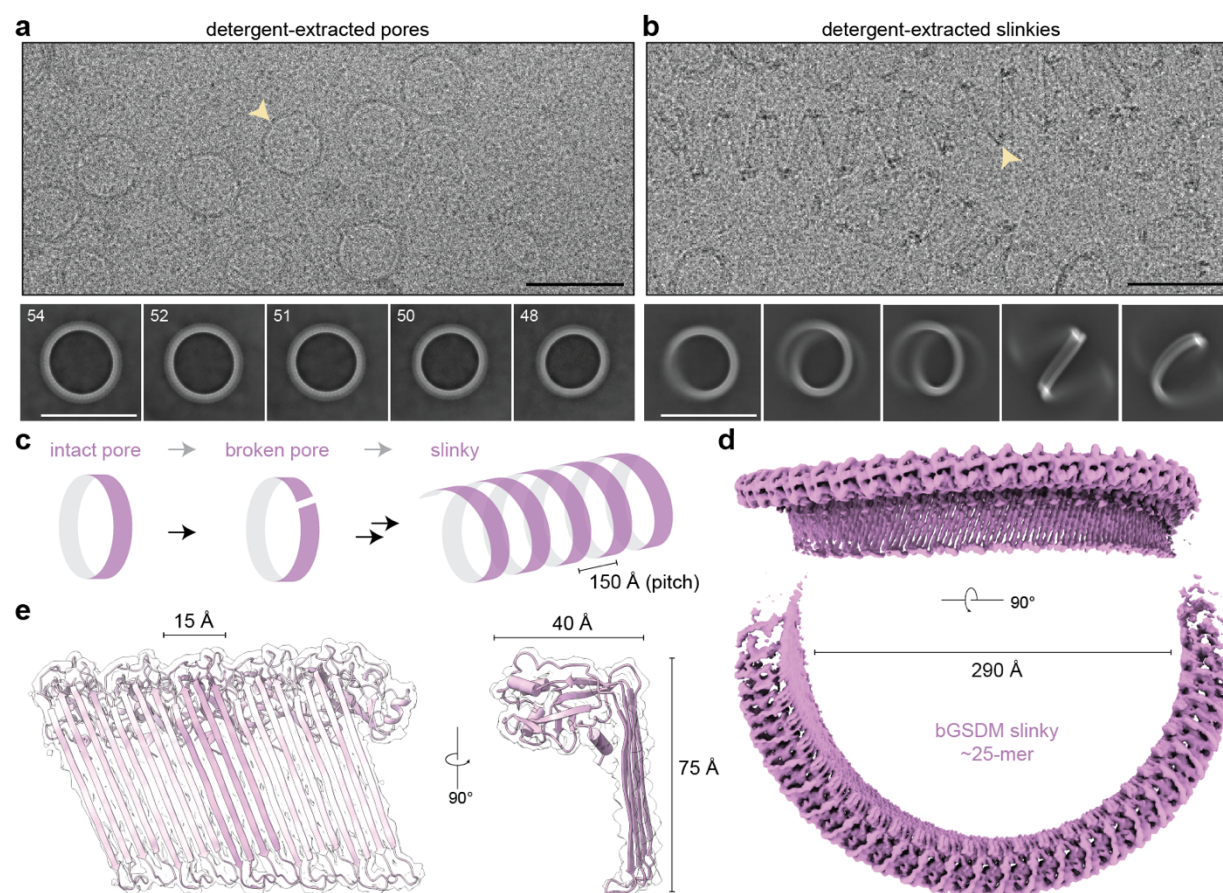 a
detergent-extracted pores
b
detergent-extracted slinkies
54
52
51
50
48
c
intact pore
broken pore
slinky
150 Å (pitch)
d
90°
290 Å
bGSDM slinky
~25-mer
e
15 Å
90°
40 Å
75 Å